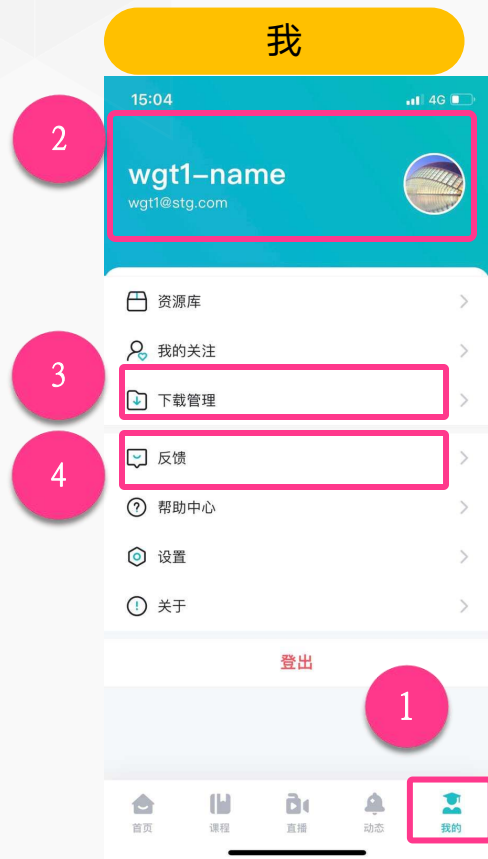 我
15:04
4G
2
wgt1-name
wgt1@stg.com
资源库
我的关注
3
下载管理
4
反馈
帮助中心
设置
关于
登出
1
首页
课程
直播
动态
我的